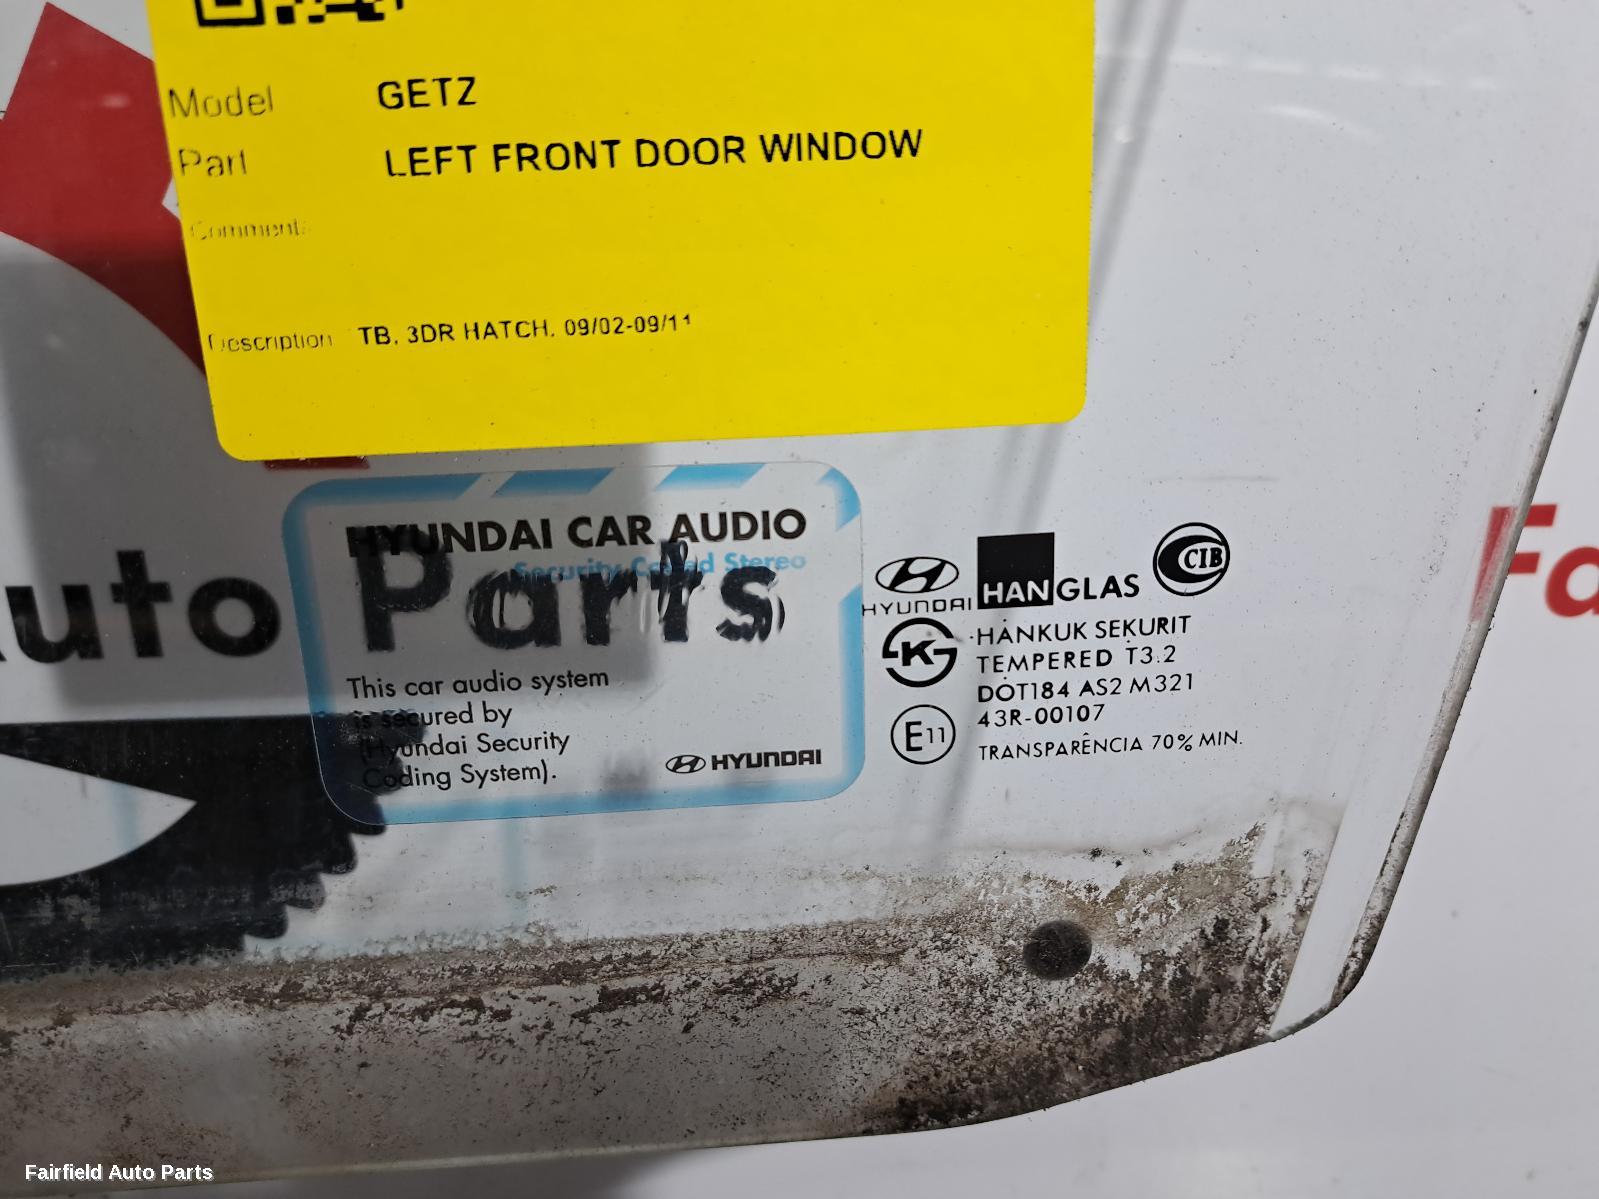 Model GETZ
Part LEFT FRONT DOOR WINDOW
Comment
Description TB, 3DR HATCH, 09/02-09/11
HYUNDAI CAR AUDIO
Security Coded Stereo
uto Parts
This car audio system
is secured by
(Hyundai Security
Coding System).
HYUNDAI
HYUNDAI
HANGLAS
CIB
K
HANKUK SEKURIT
TEMPERED T3.2
DOT184 AS2 M321
43R-00107
E11
TRANSPARÊNCIA 70% MIN.
Fa
Fairfield Auto Parts